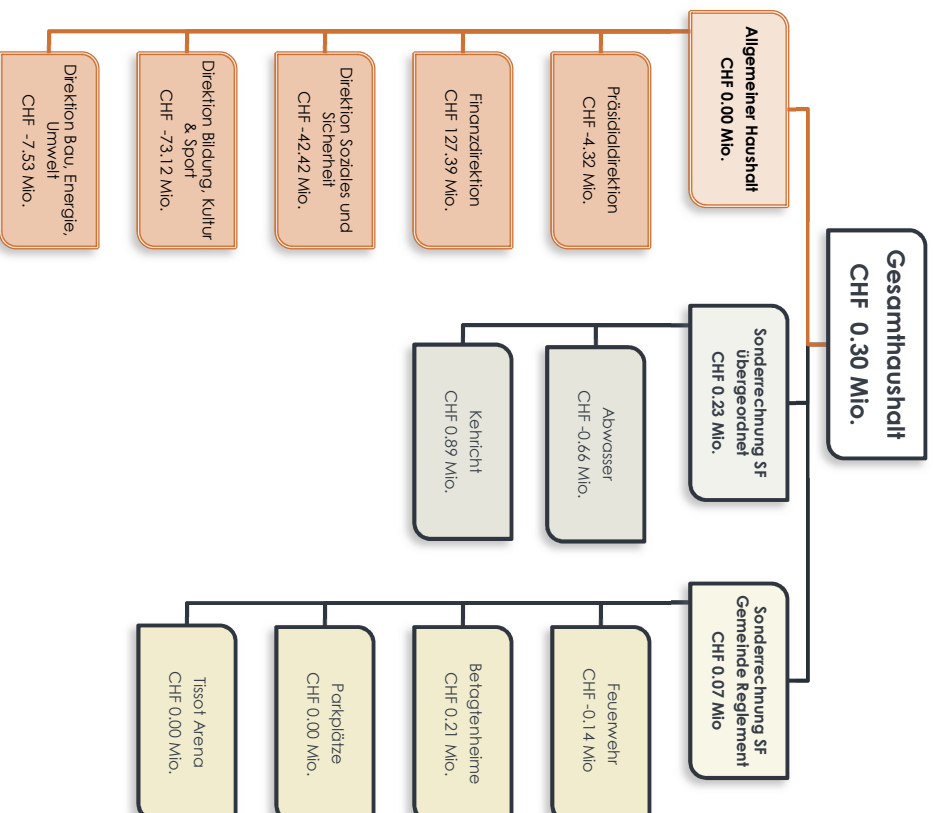 Gesamthaushalt
CHF 0.30 Mio.
Allgemeiner Haushalt
CHF 0.00 Mio.
Präsidialdirektion
CHF -4.32 Mio.
Finanzdirektion
CHF 127.39 Mio.
Direktion Soziales und
Sicherheit
CHF -42.42 Mio.
Direktion Bildung, Kultur
& Sport
CHF -73.12 Mio.
Direktion Bau, Energie,
Umwelt
CHF -7.53 Mio.
Sonderrechnung SF
übergeordnet
CHF 0.23 Mio.
Abwasser
CHF -0.66 Mio.
Kehricht
CHF 0.89 Mio.
Sonderrechnung SF
Gemeinde Reglement
CHF 0.07 Mio
Feuerwehr
CHF -0.14 Mio
Betagtenheime
CHF 0.21 Mio.
Parkplätze
CHF 0.00 Mio.
Tissot Arena
CHF 0.00 Mio.